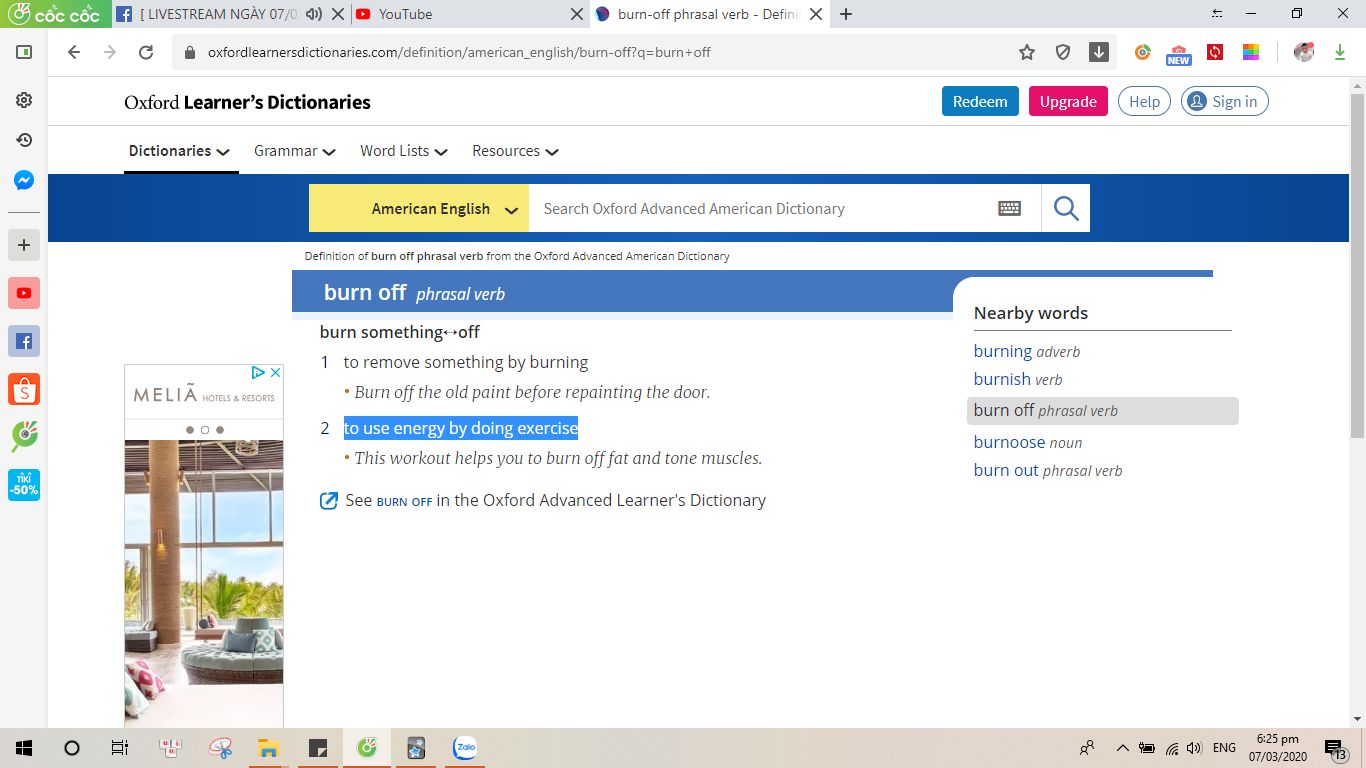 cốc cốc
[ LIVESTREAM NGÀY 07/0
YouTube
burn-off phrasal verb - Defini
oxfordlearnersdictionaries.com/definition/american_english/burn-off?q=burn+off
NEW
Oxford Learner's Dictionaries
Redeem
Upgrade
Help
Sign in
Dictionaries
Grammar
Word Lists
Resources
American English
Search Oxford Advanced American Dictionary
Definition of burn off phrasal verb from the Oxford Advanced American Dictionary
burn off phrasal verb
burn something↔off
1 to remove something by burning
• Burn off the old paint before repainting the door.
2 to use energy by doing exercise
• This workout helps you to burn off fat and tone muscles.
See BURN OFF in the Oxford Advanced Learner's Dictionary
Nearby words
burning adverb
burnish verb
burn off phrasal verb
burnoose noun
burn out phrasal verb
MELIÃ HOTELS & RESORTS
TIKI
-50%
Zalo
ENG
6:25 pm
07/03/2020
13